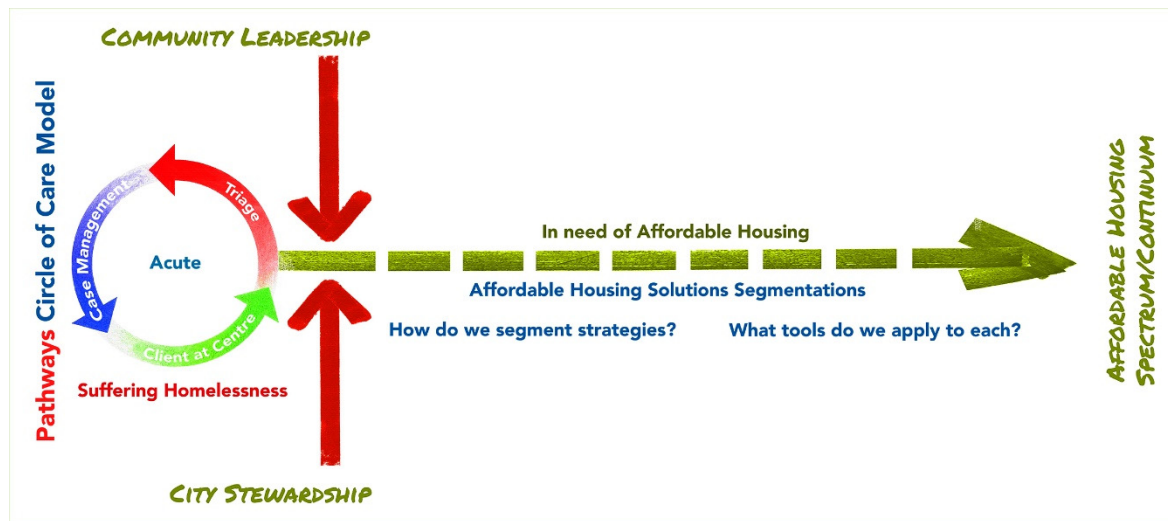 COMMUNITY LEADERSHIP
Pathways Circle of Care Model
Triage
Case Management
Acute
Client at Centre
Suffering Homelessness
In need of Affordable Housing
Affordable Housing Solutions Segmentations
How do we segment strategies?
What tools do we apply to each?
AFFORDABLE HOUSING
SPECTRUM/CONTINUUM
CITY STEWARDSHIP